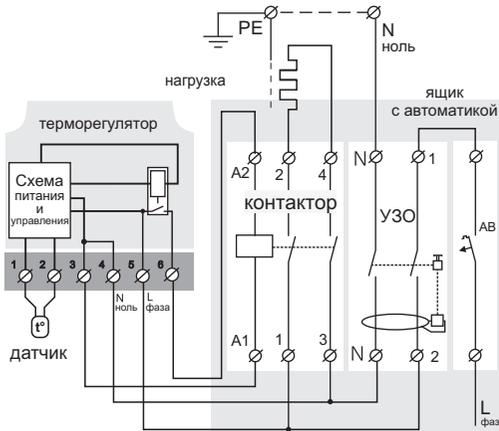 PE
N
ноль
нагрузка
ящик
с автоматикой
терморегулятор
Схема
питания
и
управления
A2
2
4
N
1
контактор
УЗО
АВ
1
2
3
4
5
6
N
ноль
L
фаза
t°
датчик
A1
1
3
N
2
L
фаз